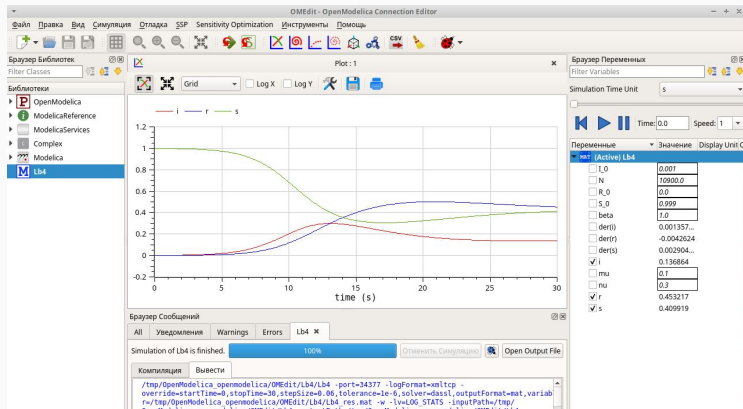 OMEdit - OpenModelica Connection Editor
Файл Правка Вид Симуляция Отладка SSP Sensitivity Optimization Инструменты Помощь
CSV
Браузер Библиотек
Filter Classes
Библиотеки
P OpenModelica
i ModelicaReference
ModelicaServices
Complex
Modelica
M Lb4
Plot : 1
Grid
Log X
Log Y
i r s
1.2
1
0.8
0.6
0.4
0.2
0
-0.2
0 5 10 15 20 25 30
time (s)
Браузер Сообщений
All Уведомления Warnings Errors Lb4
Simulation of Lb4 is finished.
100%
Отменить Симуляцию
Open Output File
Компиляция Вывести
/tmp/OpenModelica_openmodelica/OMEdit/Lb4/Lb4 -port=34377 -logFormat=xmltcp -
override=startTime=0,stopTime=30,stepSize=0.06,tolerance=1e-6,solver=dassl,outputFormat=mat,variab
r=/tmp/OpenModelica_openmodelica/OMEdit/Lb4/Lb4_res.mat -w -lv=LOG_STATS -inputPath=/tmp/
Браузер Переменных
Filter Variables
Simulation Time Unit s
Time: 0.0 Speed: 1
Переменные Значение Display Unit
MAT (Active) Lb4
I_0 0.001
N 10900.0
R_0 0.0
S_0 0.999
beta 1.0
der(i) 0.001357...
der(r) -0.0042624
der(s) 0.002904...
i 0.136864
mu 0.1
nu 0.3
r 0.453217
s 0.409919